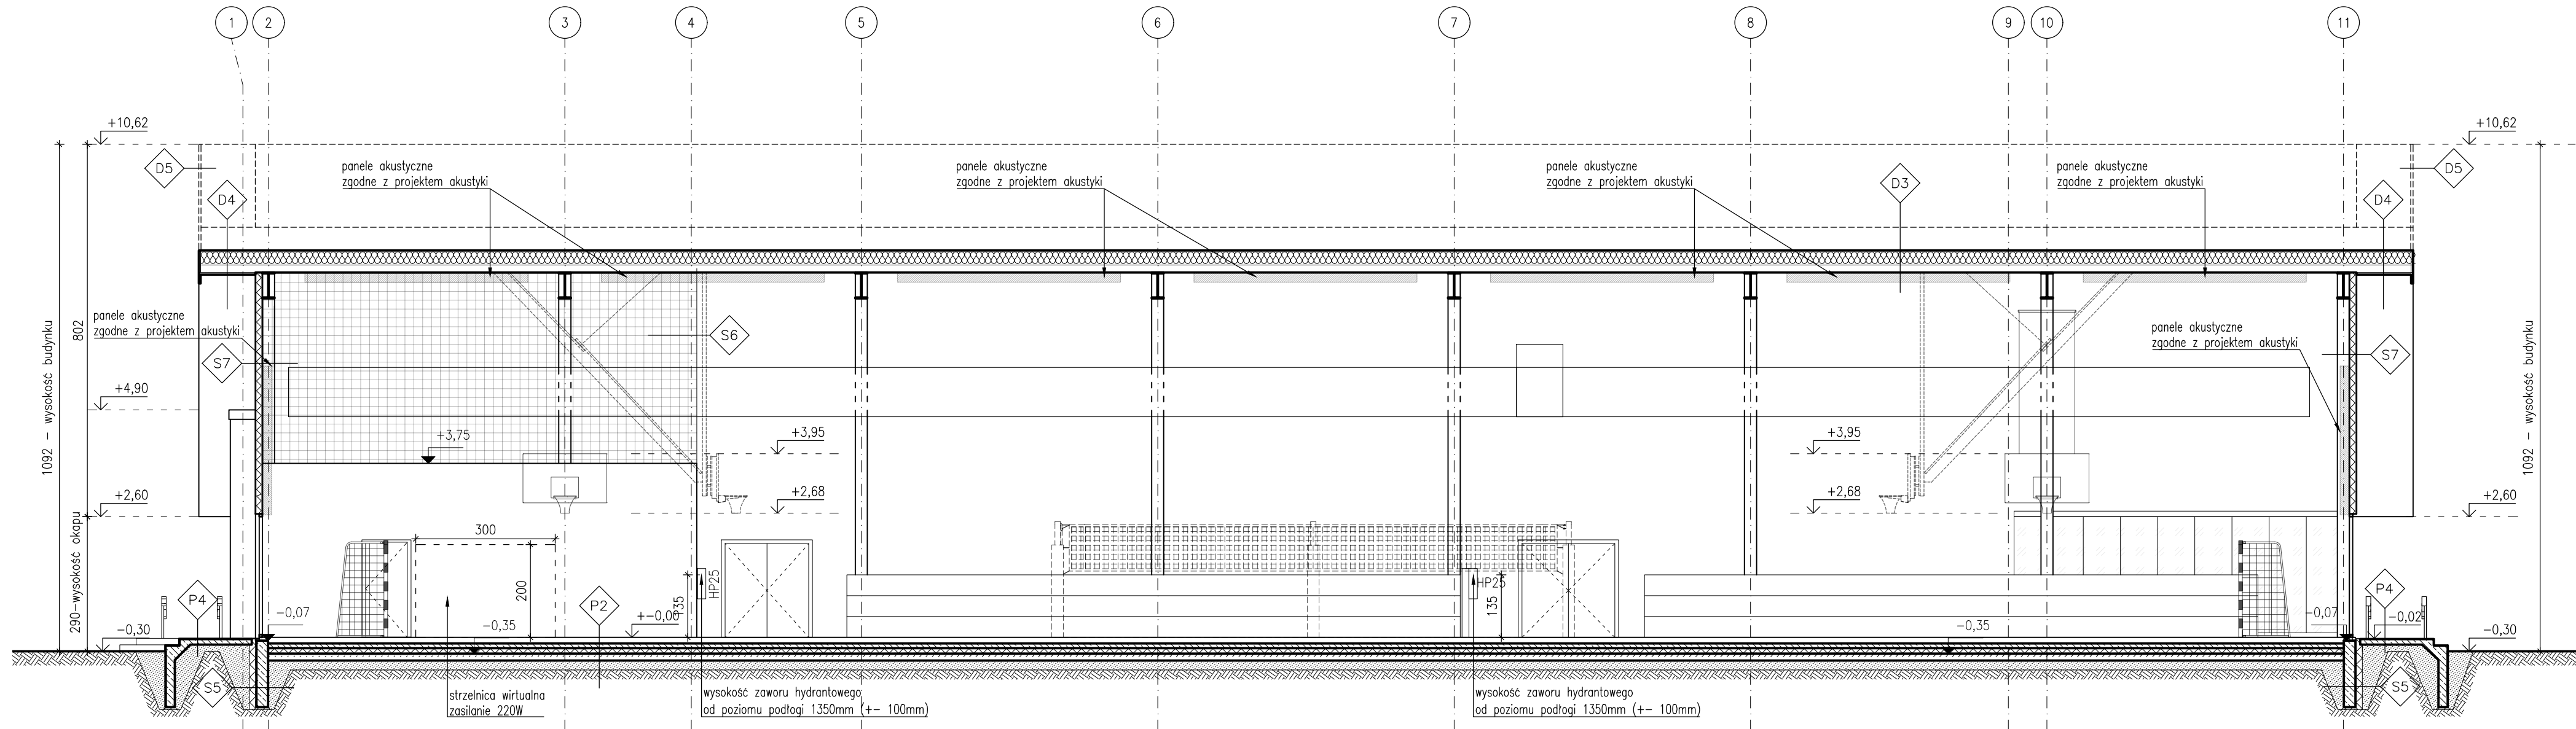 1 2 3 4 5 6 7 8 9 10 11
+10,62
+10,62
D5
D4
panele akustyczne
zgodne z projektem akustyki
panele akustyczne
zgodne z projektem akustyki
panele akustyczne
zgodne z projektem akustyki
D3
panele akustyczne
zgodne z projektem akustyki
D5
D4
1092 – wysokość budynku
802
panele akustyczne
zgodne z projektem akustyki
S7
S6
panele akustyczne
zgodne z projektem akustyki
S7
1092 – wysokość budynku
+4,90
+3,75
+3,95
+3,95
+2,60
+2,68
+2,68
+2,60
290–wysokość okapu
300
200
P4
P2
HP25
135
HP25
135
P4
-0,30
-0,07
-0,35
+-0,00
-0,35
-0,07
-0,02
-0,30
S5
strzelnica wirtualna
zasilanie 220W
wysokość zaworu hydrantowego
od poziomu podłogi 1350mm (+- 100mm)
wysokość zaworu hydrantowego
od poziomu podłogi 1350mm (+- 100mm)
S5